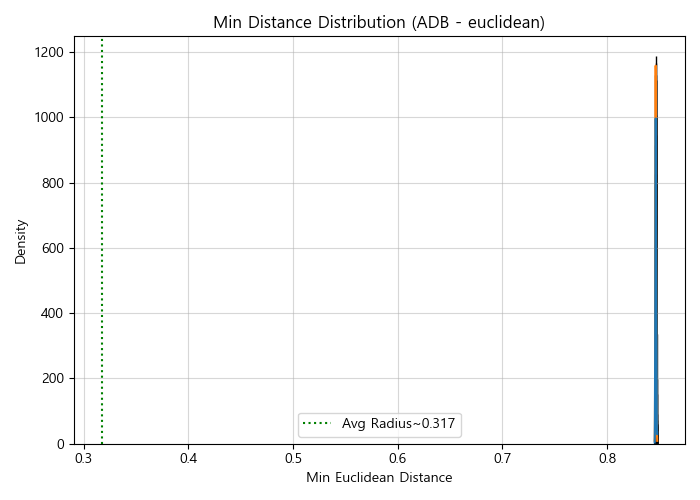 Min Distance Distribution (ADB - euclidean)
1200
1000
800
600
400
200
0
Density
Avg Radius~0.317
0.3 0.4 0.5 0.6 0.7 0.8
Min Euclidean Distance